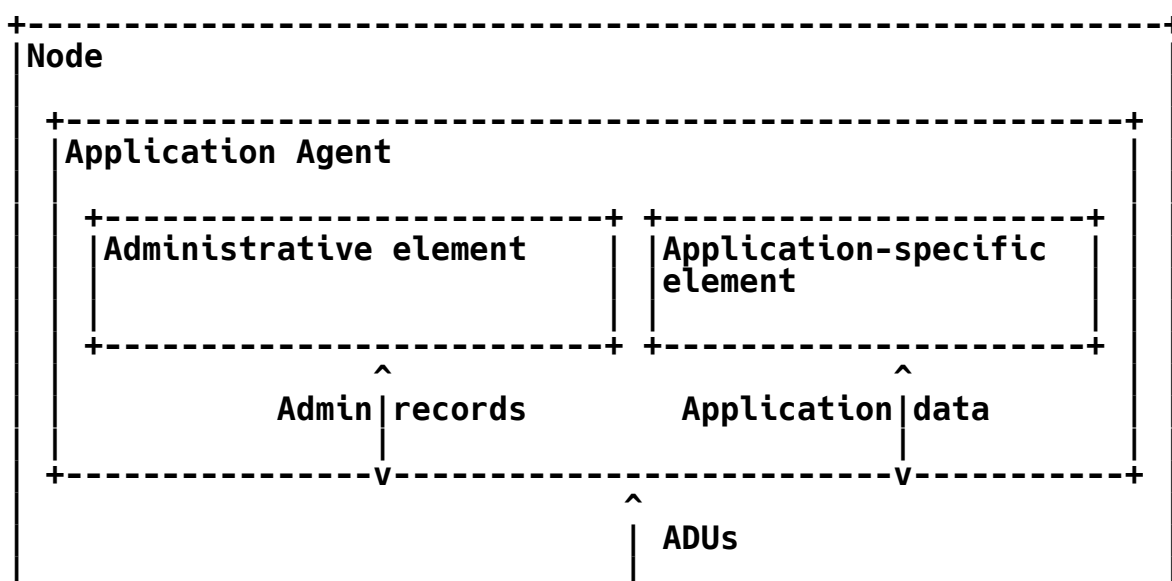 Node
Application Agent
Administrative element
Application-specific
element
Admin|records
Application|data
ADUs